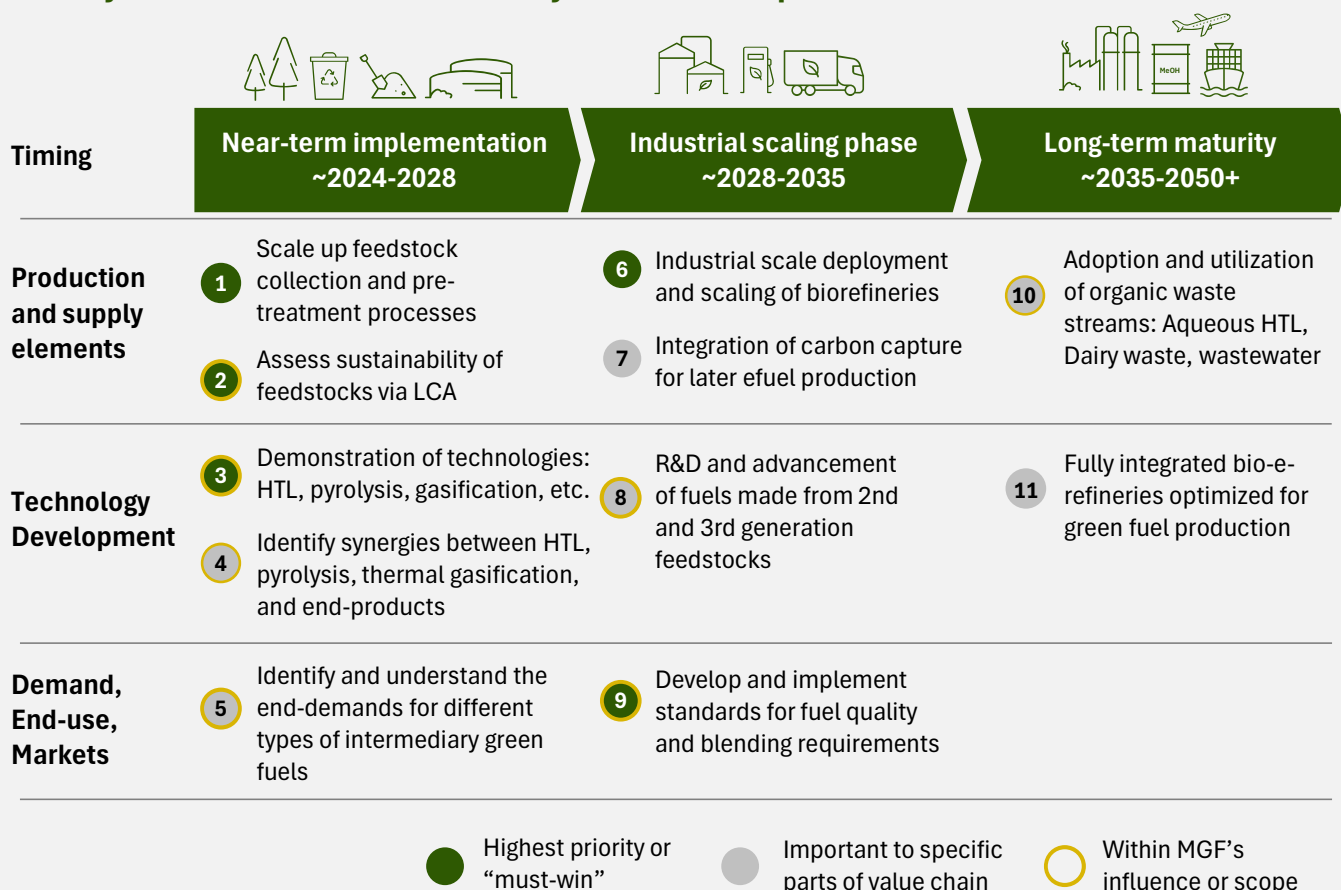 MeOH
Timing
Near-term implementation
~2024-2028
Industrial scaling phase
~2028-2035
Long-term maturity
~2035-2050+
Production
and supply
elements
1
Scale up feedstock
collection and pre-
treatment processes
2
Assess sustainability of
feedstocks via LCA
6
Industrial scale deployment
and scaling of biorefineries
7
Integration of carbon capture
for later efuel production
10
Adoption and utilization
of organic waste
streams: Aqueous HTL,
Dairy waste, wastewater
Technology
Development
3
Demonstration of technologies:
HTL, pyrolysis, gasification, etc.
4
Identify synergies between HTL,
pyrolysis, thermal gasification,
and end-products
8
R&D and advancement
of fuels made from 2nd
and 3rd generation
feedstocks
11
Fully integrated bio-e-
refineries optimized for
green fuel production
Demand,
End-use,
Markets
5
Identify and understand the
end-demands for different
types of intermediary green
fuels
9
Develop and implement
standards for fuel quality
and blending requirements
Highest priority or
“must-win”
Important to specific
parts of value chain
Within MGF’s
influence or scope